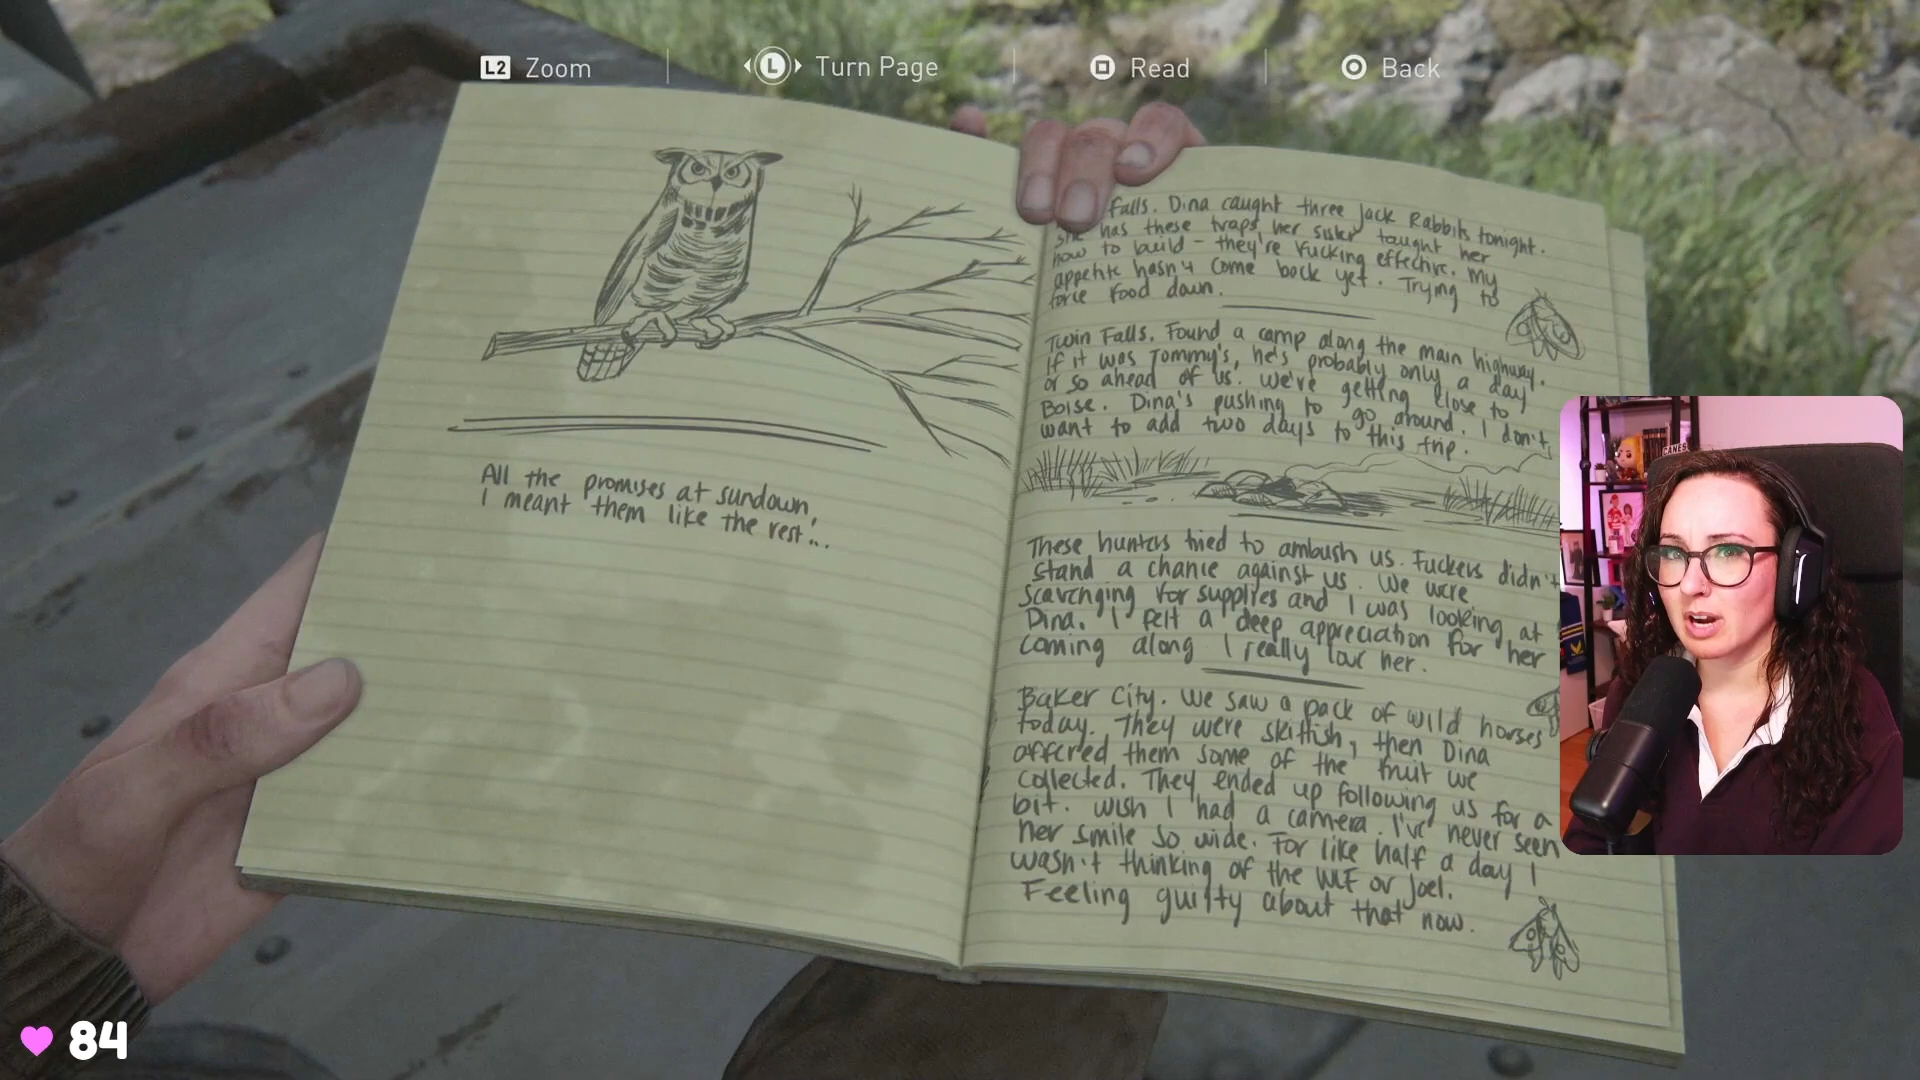 L2 Zoom
L Turn Page
Read
Back
All the promises at sundown,
I meant them like the rest...
Falls. Dina caught three Jack Rabbits tonight.
She has these traps her sister taught her
how to build - they're fucking effective. My
appetite hasn't come back yet. Trying to
force food down.
Twin Falls. Found a camp along the main highway.
If it was Tommy's, he's probably only a day
or so ahead of us. We're getting close to
Boise. Dina's pushing to go around. I don't
want to add two days to this trip.
These hunters tried to ambush us. Fuckers didn't
stand a chance against us. We were
scavenging for supplies and I was looking at
Dina. I felt a deep appreciation for her
coming along I really love her.
Baker City. We saw a pack of wild horses
today. They were skittish, then Dina
offered them some of the fruit we
collected. They ended up following us for a
bit. Wish I had a camera. I've never seen
her smile so wide. For like half a day I
wasn't thinking of the WLF or Joel.
Feeling guilty about that now.
CANES
84